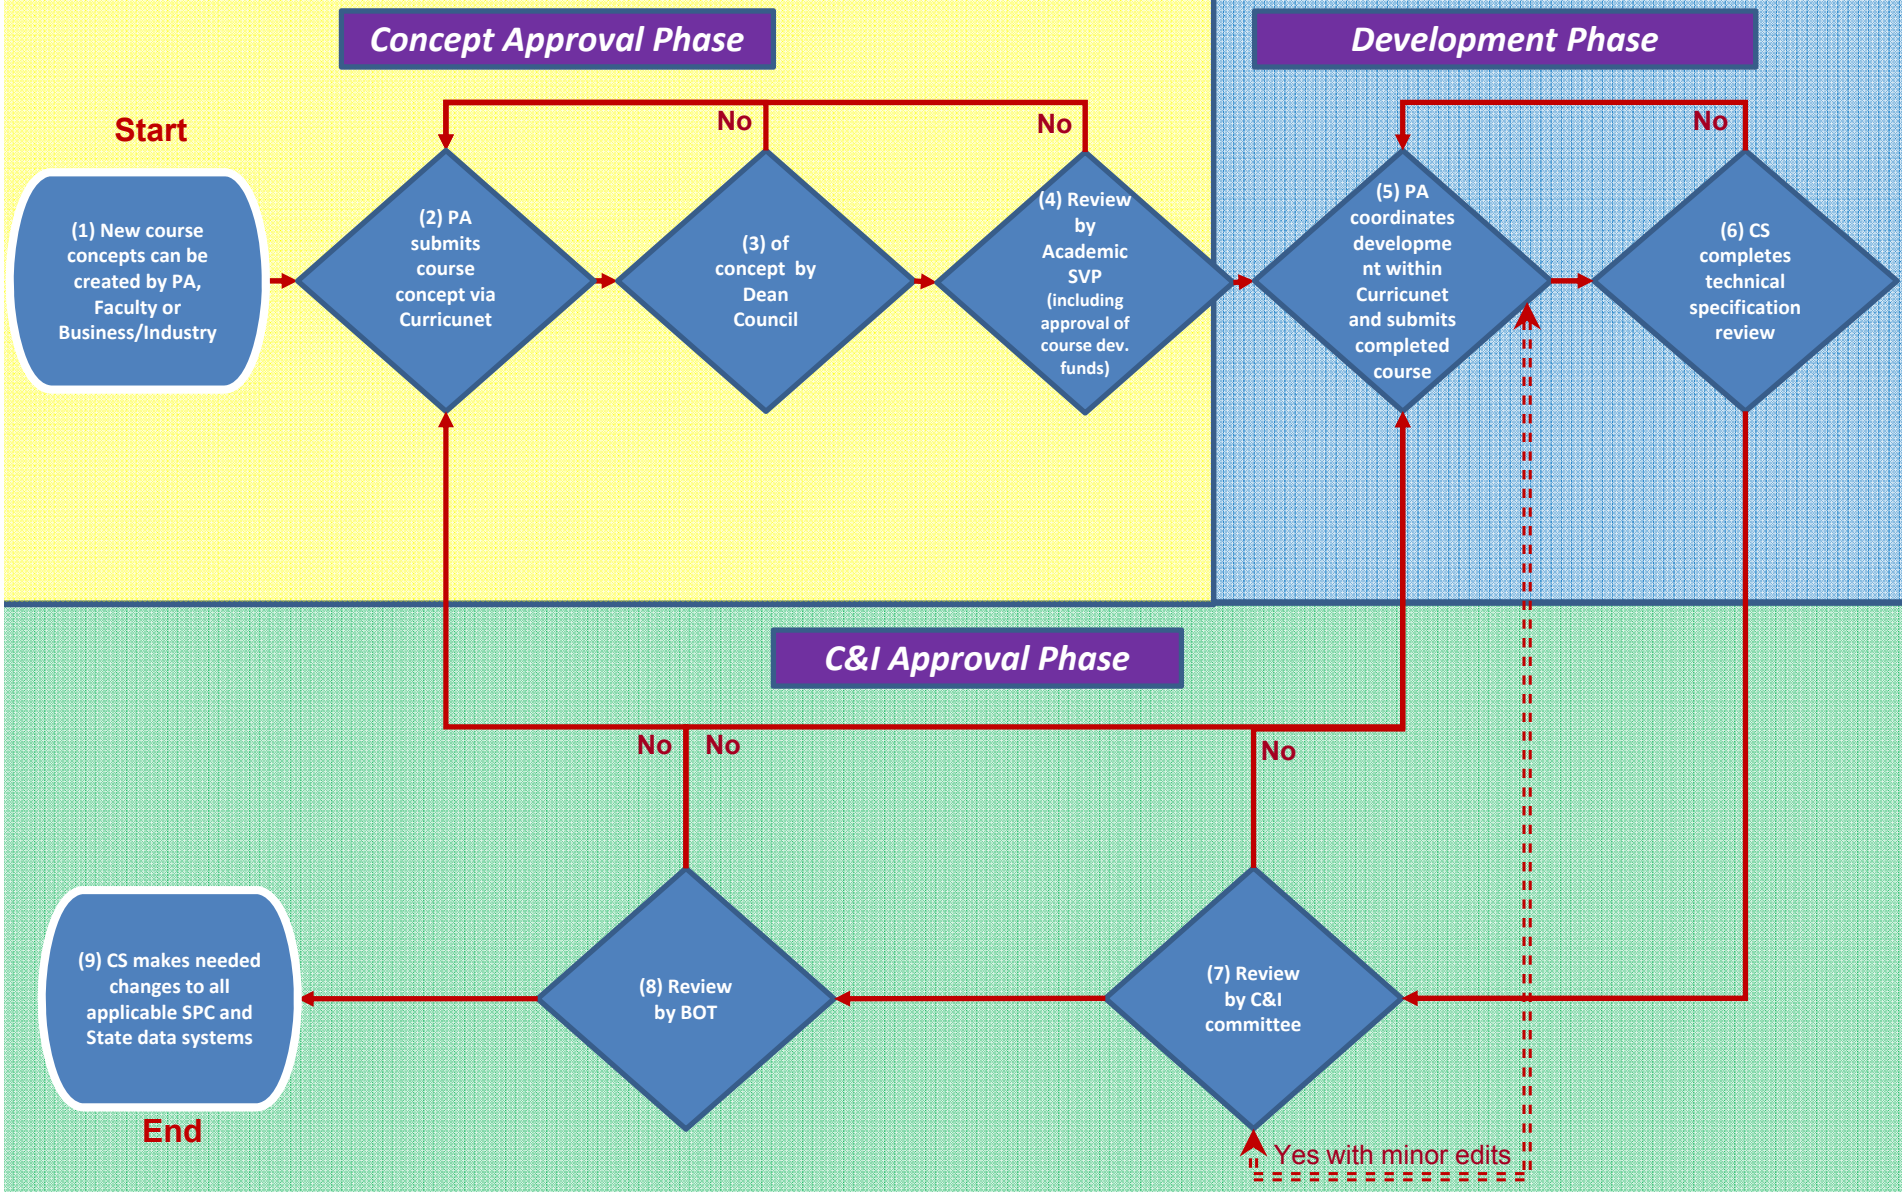 Concept Approval Phase
Development Phase
Start
No
No
No
(1) New course
concepts can be
created by PA,
Faculty or
Business/Industry
(2) PA
submits
course
concept via
Curricunet
(3) of
concept by
Dean
Council
(4) Review
by
Academic
SVP
(including
approval of
course dev.
funds)
(5) PA
coordinates
developme
nt within
Curricunet
and submits
completed
course
(6) CS
completes
technical
specification
review
C&I Approval Phase
No
No
No
(9) CS makes needed
changes to all
applicable SPC and
State data systems
(8) Review
by BOT
(7) Review
by C&I
committee
End
Yes with minor edits